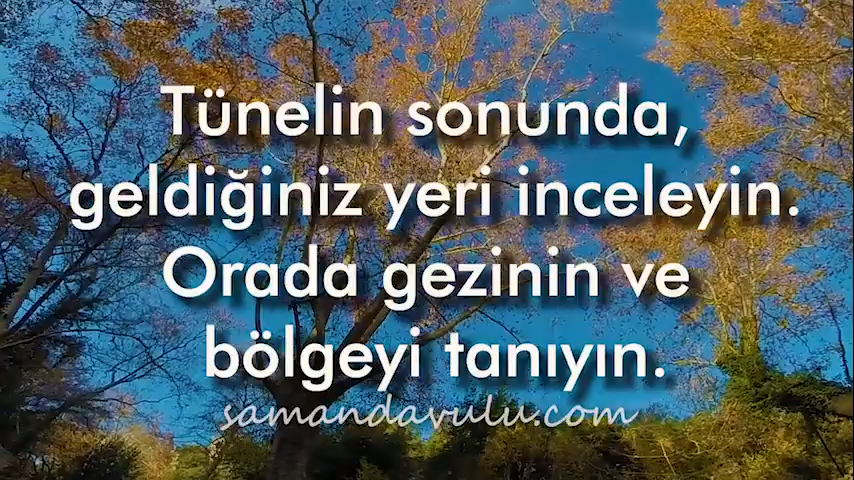 Tünelin sonunda,
geldiğiniz yeri inceleyin.
Orada gezinin ve
bölgeyi tanıyın.
samandavulu.com